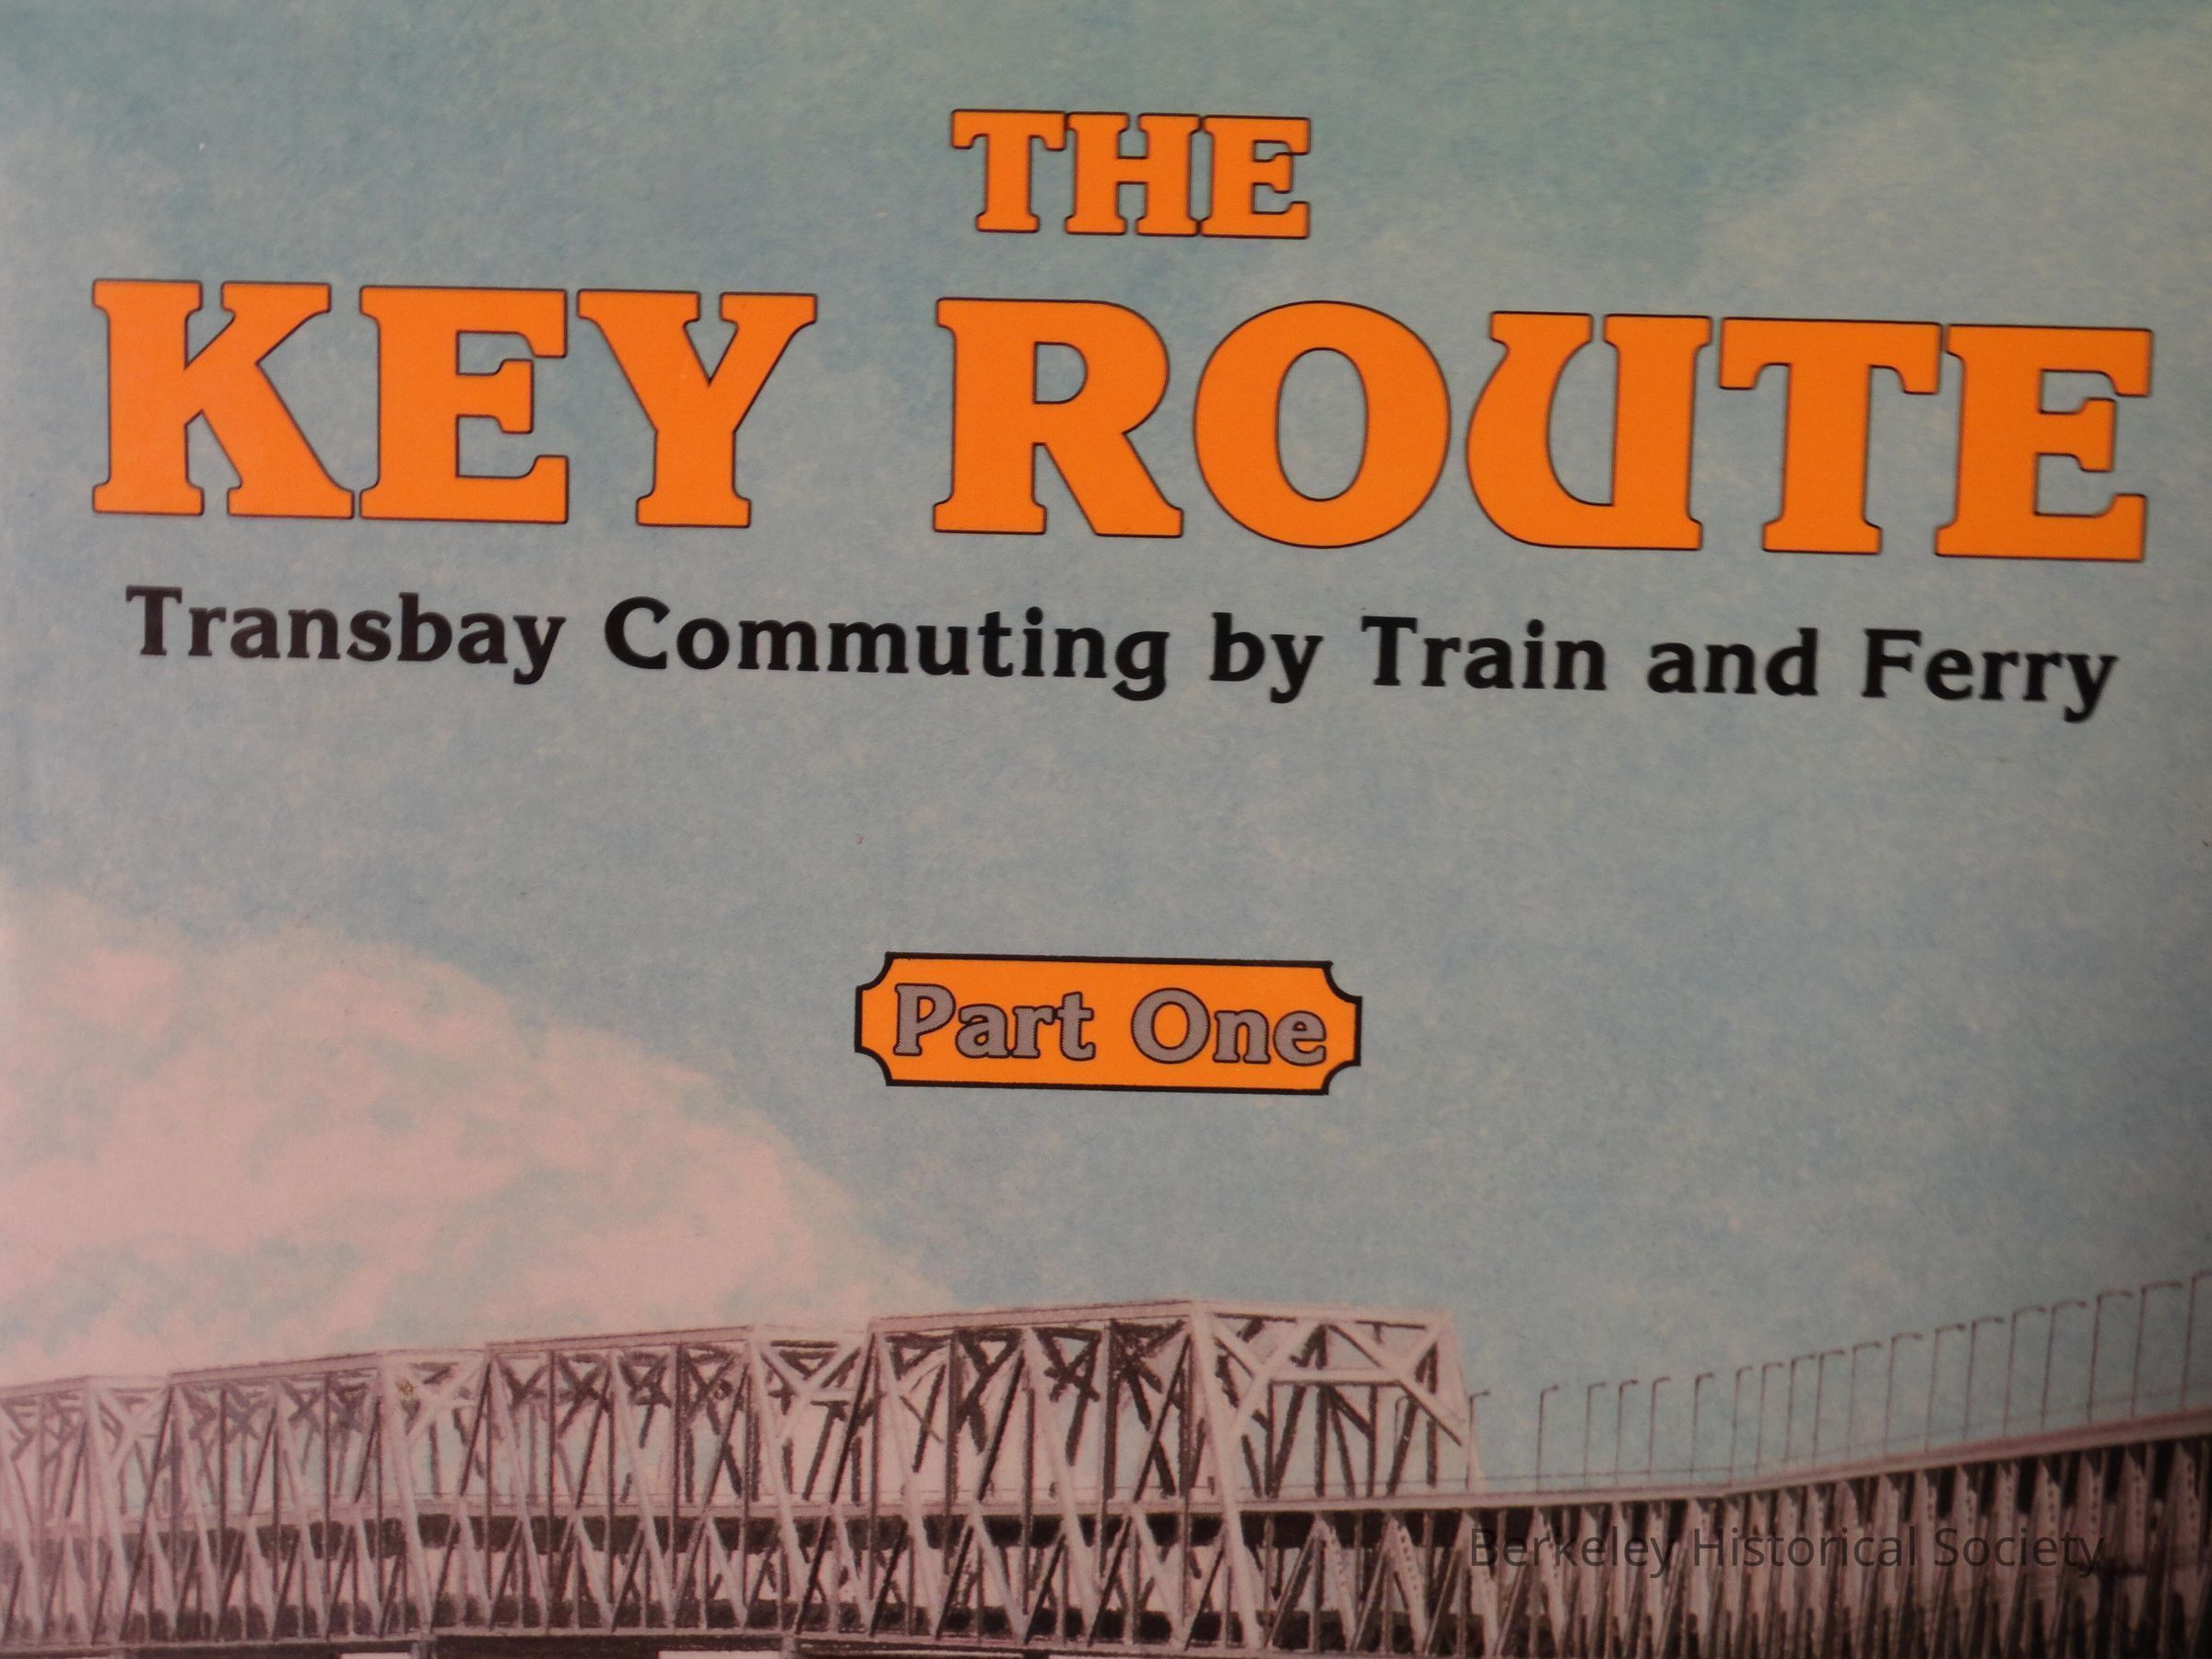 THE
KEY ROUTE
Transbay Commuting by Train and Ferry
Part One
Berkeley Historical Society